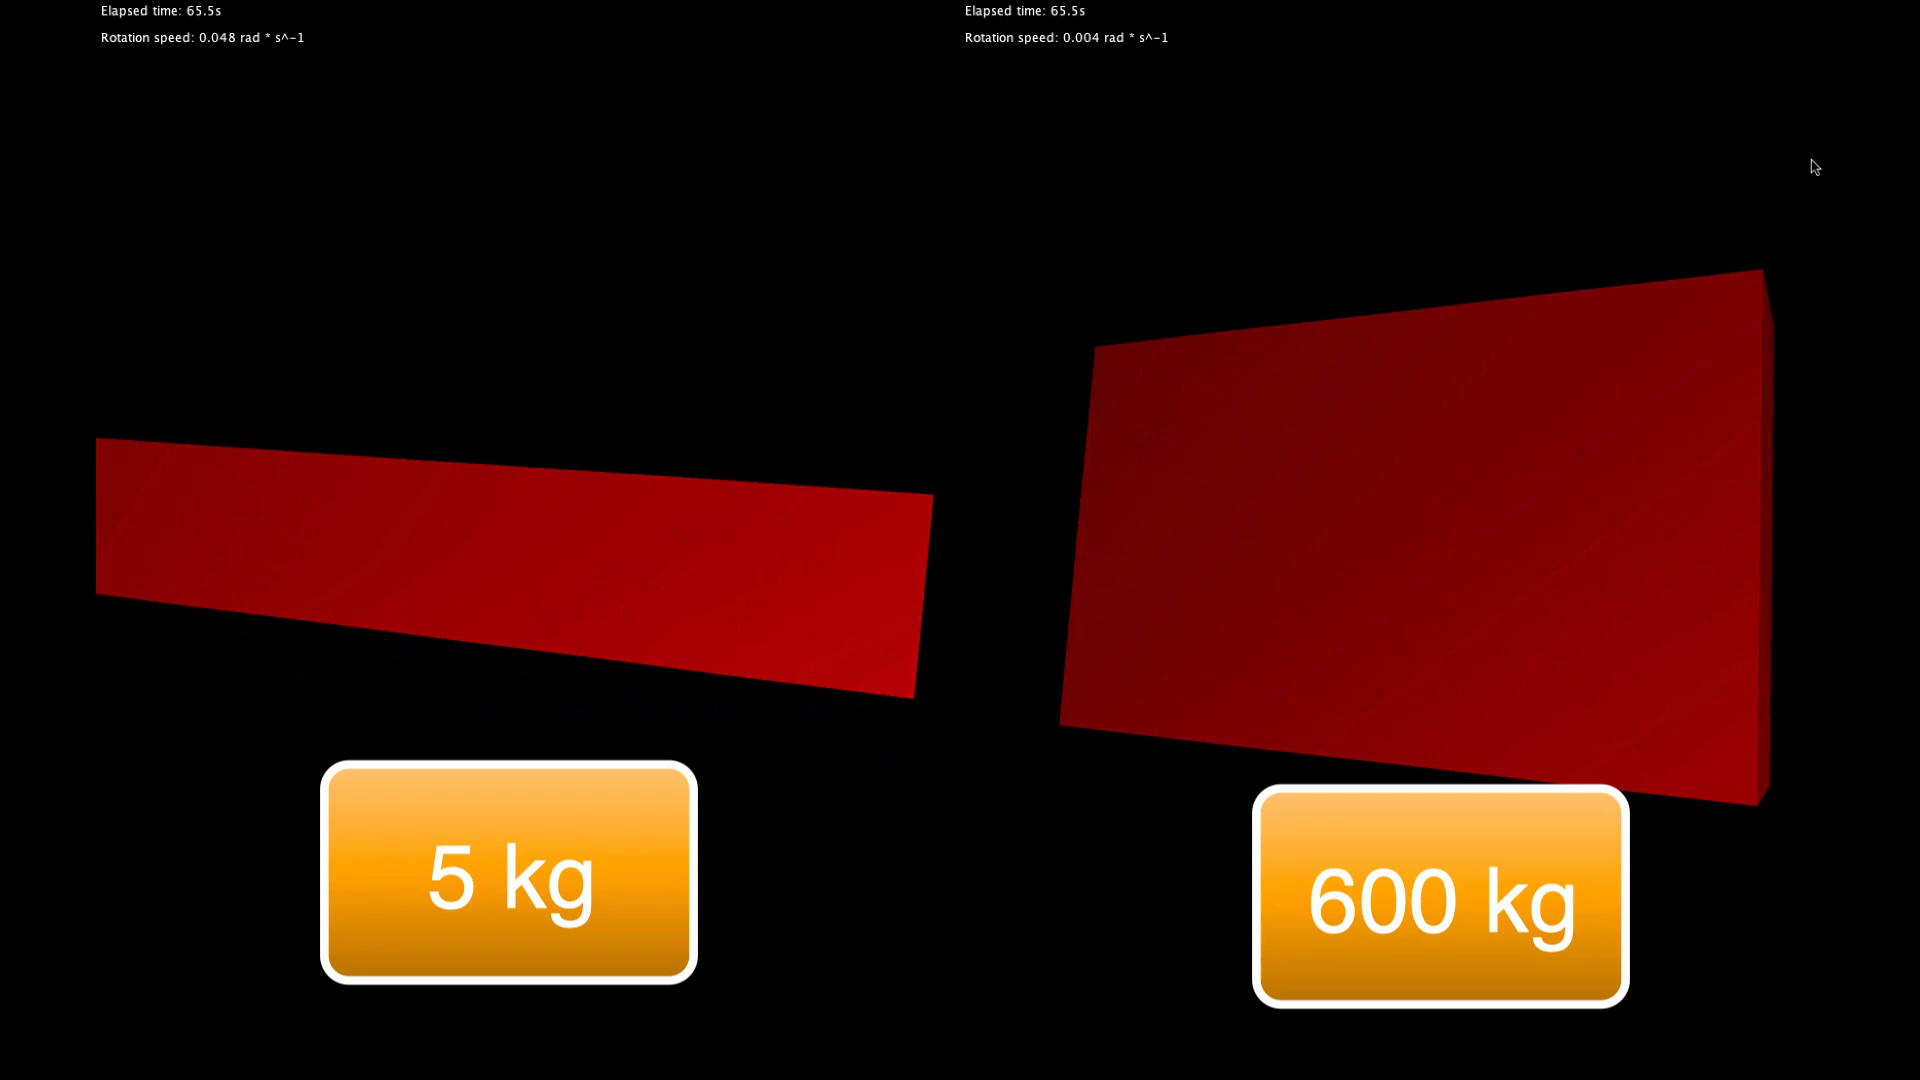 Elapsed time: 65.5s
Rotation speed: 0.048 rad * s^-1
Elapsed time: 65.5s
Rotation speed: 0.004 rad * s^-1
5 kg
600 kg